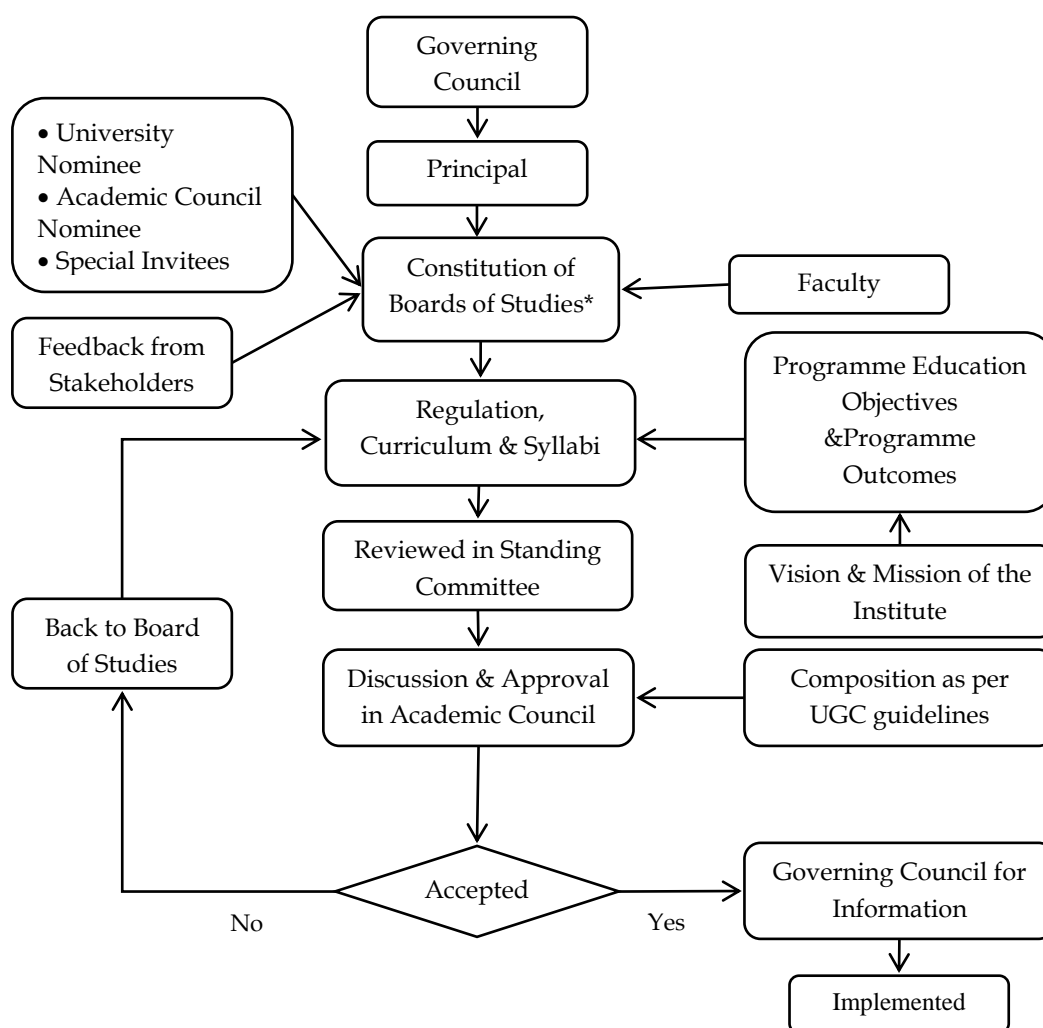 Governing
Council
• University
Nominee
• Academic Council
Nominee
• Special Invitees
Principal
Constitution of
Boards of Studies*
Faculty
Feedback from
Stakeholders
Programme Education
Objectives
&Programme
Outcomes
Regulation,
Curriculum & Syllabi
Reviewed in Standing
Committee
Vision & Mission of the
Institute
Back to Board
of Studies
Discussion & Approval
in Academic Council
Composition as per
UGC guidelines
Accepted
No
Yes
Governing Council for
Information
Implemented